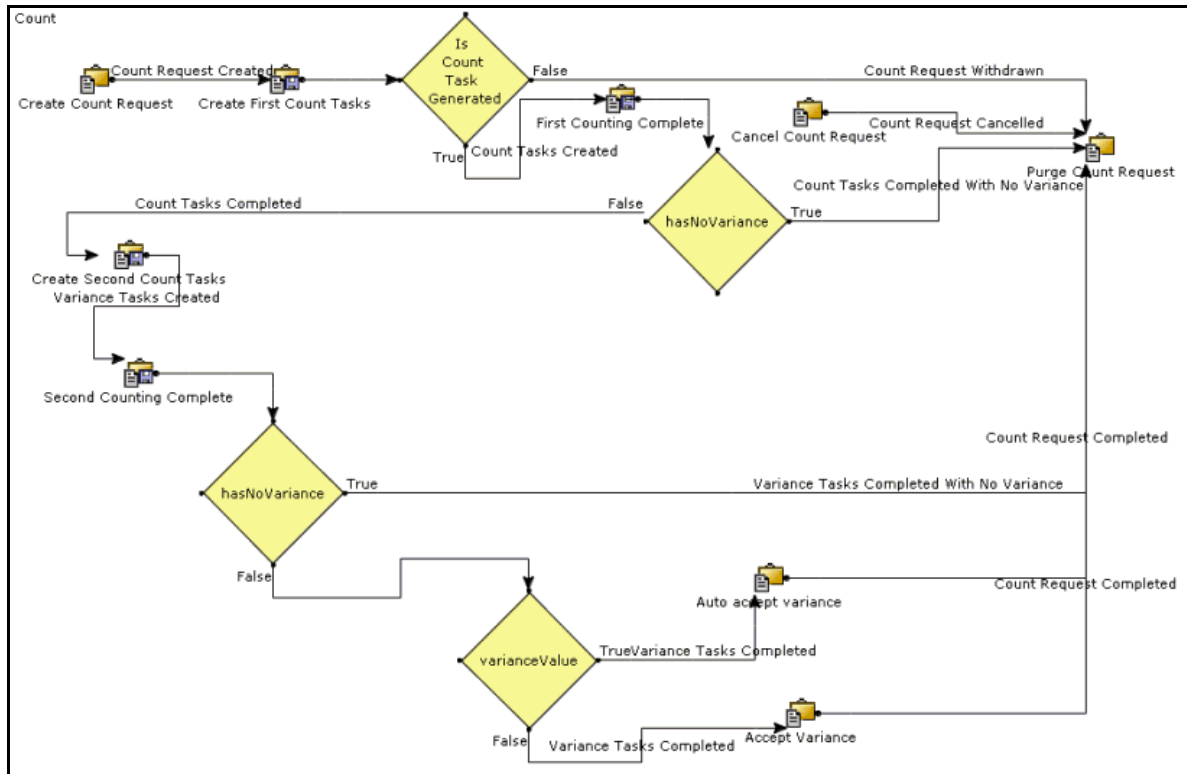 Count
Is
Count
Task
Generated
Count Request Created
Create Count Request
Create First Count Tasks
False
Count Request Withdrawn
First Counting Complete
Cancel Count Request
Count Request Cancelled
True
Count Tasks Created
Purge Count Request
Count Tasks Completed With No Variance
Count Tasks Completed
False
hasNoVariance
True
Create Second Count Tasks
Variance Tasks Created
Second Counting Complete
Count Request Completed
hasNoVariance
True
Variance Tasks Completed With No Variance
False
Auto accept variance
Count Request Completed
varianceValue
TrueVariance Tasks Completed
False
Variance Tasks Completed
Accept Variance